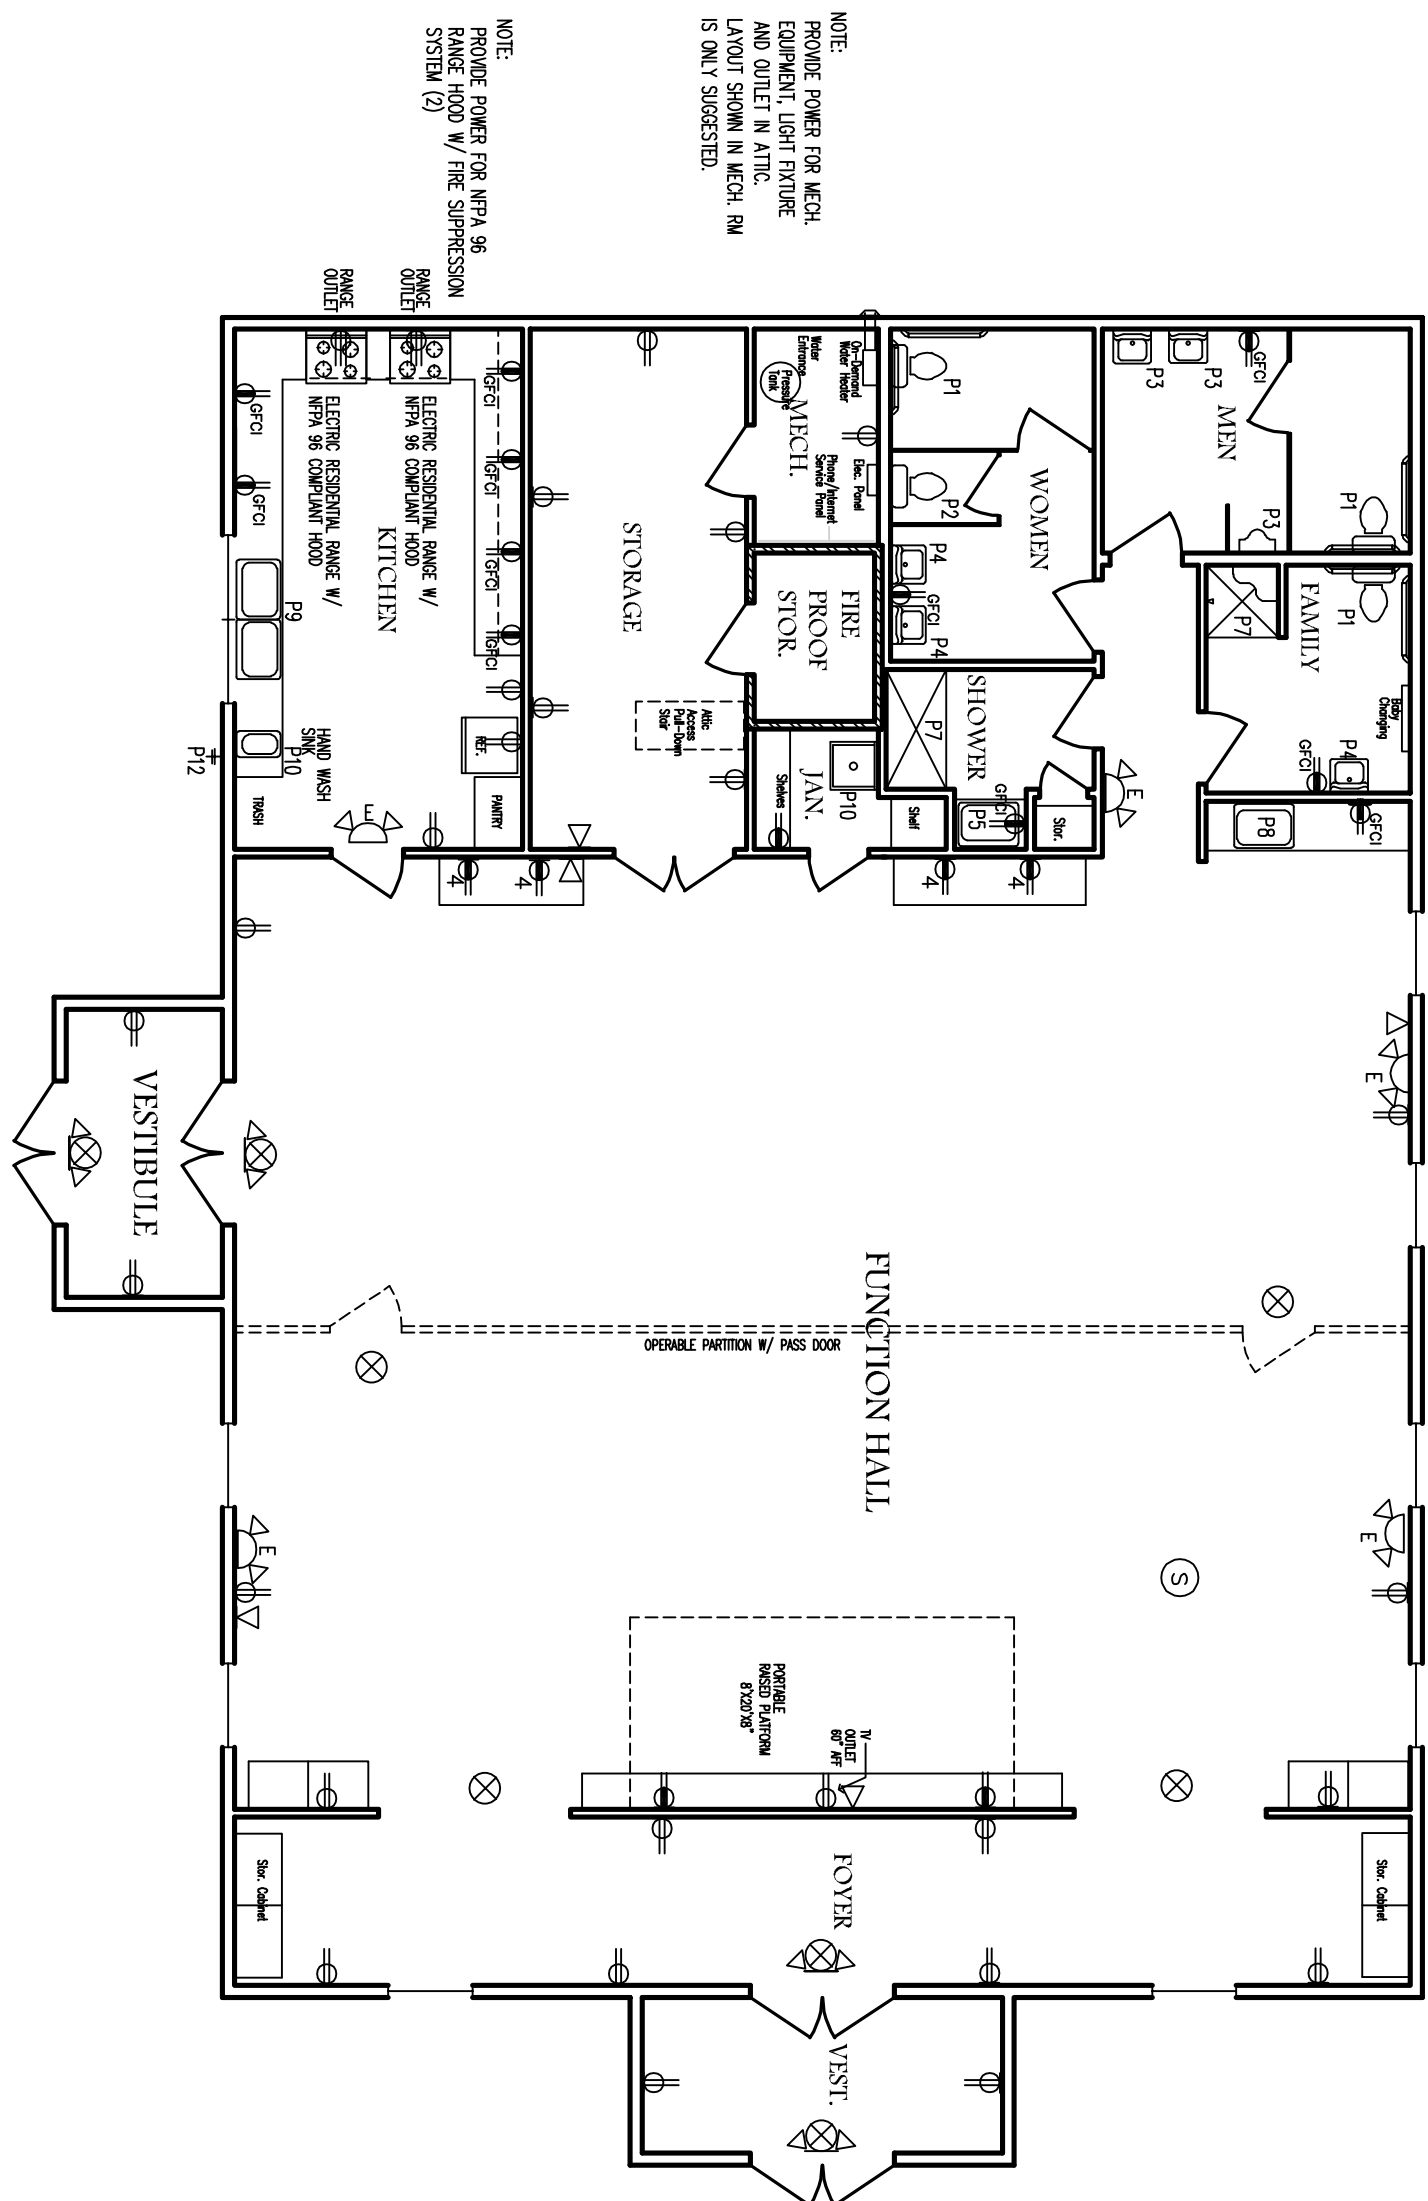 NOTE:
PROVIDE POWER FOR MECH.
EQUIPMENT, LIGHT FIXTURE
AND OUTLET IN ATTIC.
LAYOUT SHOWN IN MECH. RM
IS ONLY SUGGESTED.
NOTE:
PROVIDE POWER FOR NFPA 96
RANGE HOOD W/ FIRE SUPPRESSION
SYSTEM (2)
RANGE
OUTLET
RANGE
OUTLET
P1
P1
Baby
Changing
FAMILY
P4
GFCI
GFCI
P7
P8
GFCI
MEN
P3
P3
P3
P1
P2
WOMEN
P4
GFCI
P4
SHOWER
P7
GFCI
P5
Stor.
E
On-Demand
Water Heater
Water
Entrance
Pressure
Tank
MECH.
Elec. Panel
Phone/Internet
Service Panel
FIRE
PROOF
STOR.
JAN.
P10
Shelves
Shelf
4
4
STORAGE
Attic
Access
Pull-Down
Stair
GFCI
GFCI
GFCI
GFCI
ELECTRIC RESIDENTIAL RANGE W/
NFPA 96 COMPLIANT HOOD
ELECTRIC RESIDENTIAL RANGE W/
NFPA 96 COMPLIANT HOOD
KITCHEN
GFCI
GFCI
P9
REF.
PANTRY
HAND WASH
SINK
P10
P12
TRASH
E
4
4
VESTIBULE
FUNCTION HALL
OPERABLE PARTITION W/ PASS DOOR
E
E
E
S
PORTABLE
RAISED PLATFORM
8'X20'X8"
TV
OUTLET
60" AFF
FOYER
Stor. Cabinet
Stor. Cabinet
VEST.